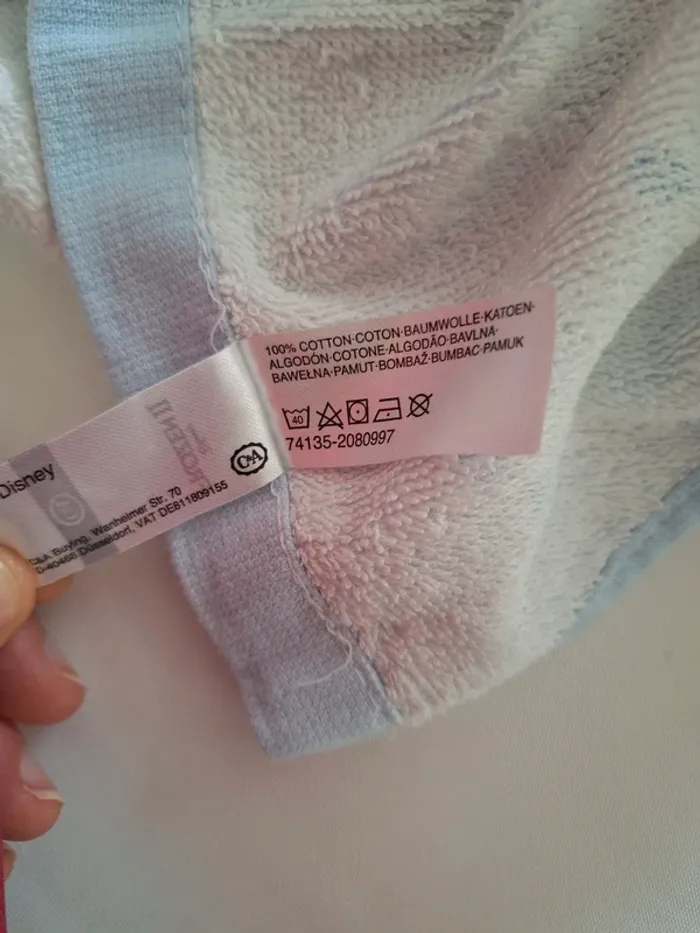 100% COTTON·COTON·BAUMWOLLE·KATOEN·
ALGODÓN·COTONE·ALGODÃO·BAVLNA·
BAWEŁNA·PAMUT·BOMBAŽ·BUMBAC·PAMUK
40
74135-2080997
C&A
Disney
C&A Buying, Wanheimer Str. 70
D-40468 Düsseldorf, VAT DE811809155